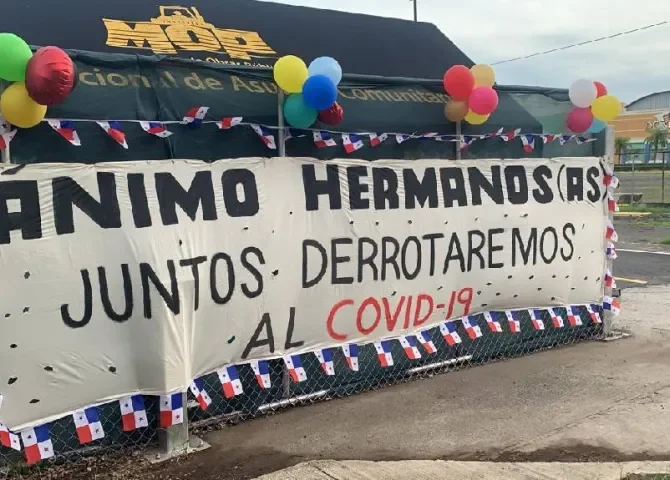 MOP
cional de Asu Comunitar
ANIMO HERMANOS(AS
JUNTOS DERROTAREMOS
AL COVID-19